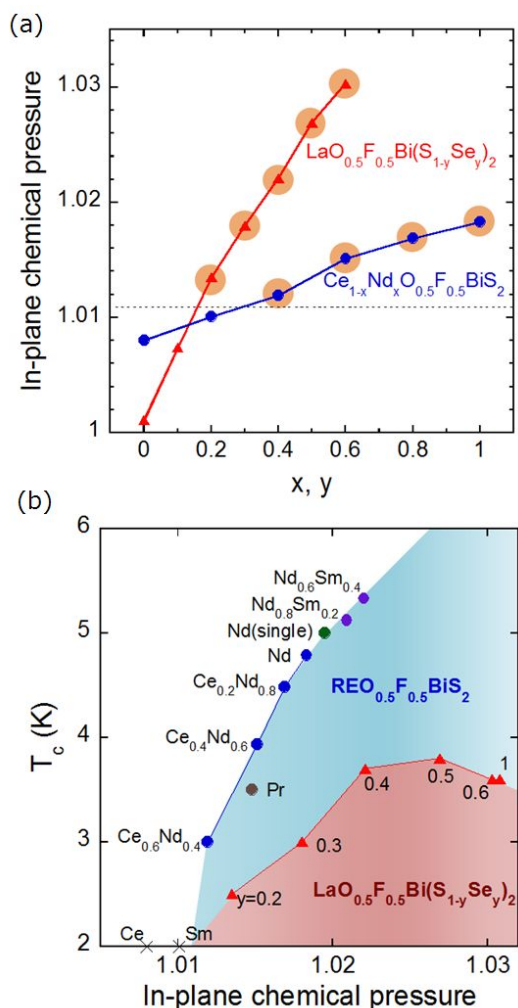 (a)
In-plane chemical pressure
1.03
1.02
1.01
1
LaO0.5F0.5Bi(S1-ySey)2
Ce1-xNdxO0.5F0.5BiS2
0 0.2 0.4 0.6 0.8 1
x, y
(b)
Tc (K)
6
5
4
3
2
Nd0.6Sm0.4
Nd0.8Sm0.2
Nd(single)
Nd
Ce0.2Nd0.8
REO0.5F0.5BiS2
Ce0.4Nd0.6
Pr
Ce0.6Nd0.4
y=0.2
0.3
0.4
0.5
0.6
1
LaO0.5F0.5Bi(S1-ySey)2
Ce
Sm
1.01 1.02 1.03
In-plane chemical pressure